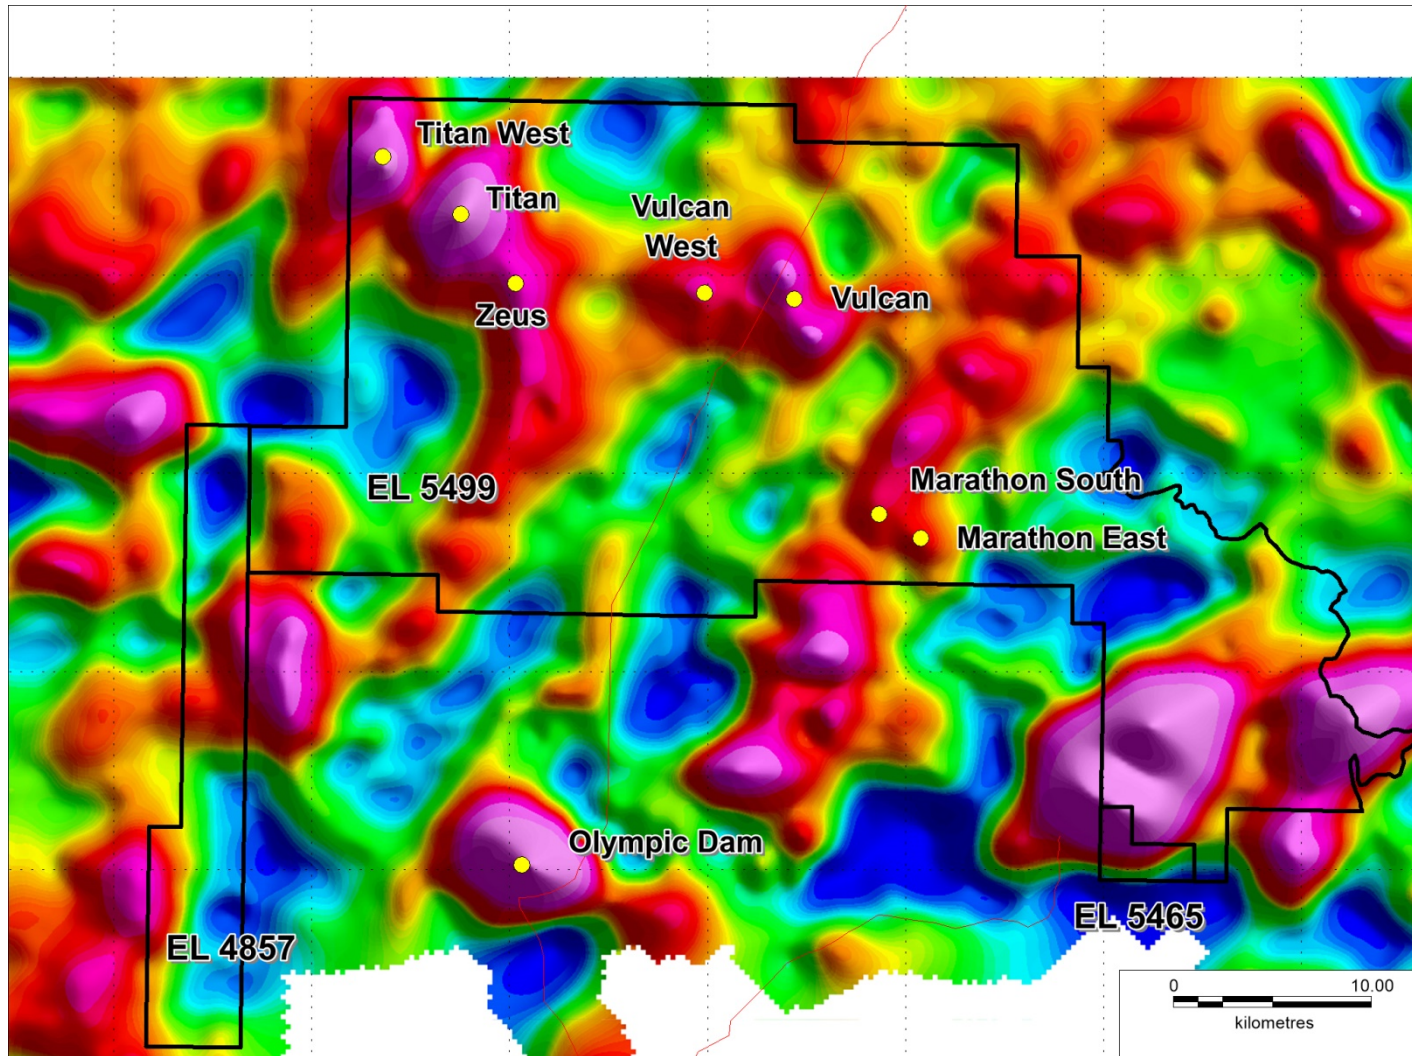 Titan West
Titan
Vulcan
West
Zeus
Vulcan
EL 5499
Marathon South
Marathon East
Olympic Dam
EL 4857
EL 5465
0 10.00
kilometres